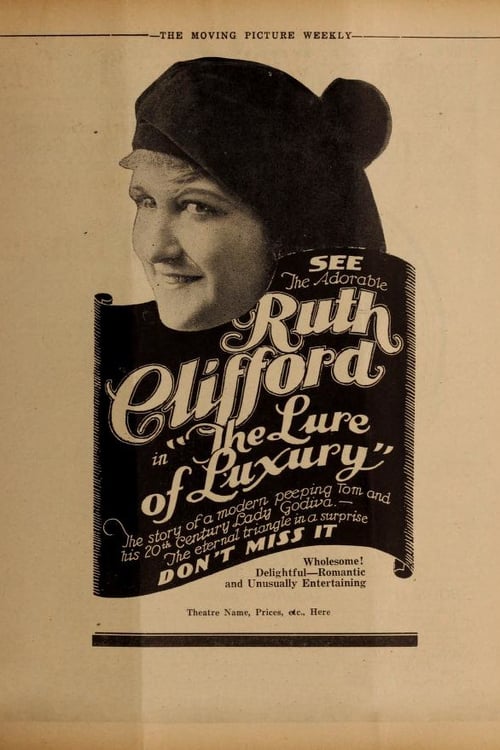 THE MOVING PICTURE WEEKLY
SEE
The Adorable
Ruth
Clifford
in "The Lure
of Luxury"
The story of a modern peeping Tom and
his 20th Century Lady Godiva.—
The eternal triangle in a surprise
DON'T MISS IT
Wholesome!
Delightful—Romantic
and Unusually Entertaining
Theatre Name, Prices, etc., Here